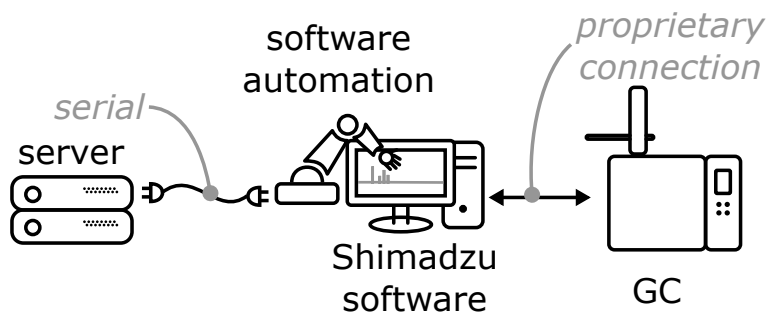 software
automation
proprietary
connection
serial
server
Shimadzu
software
GC